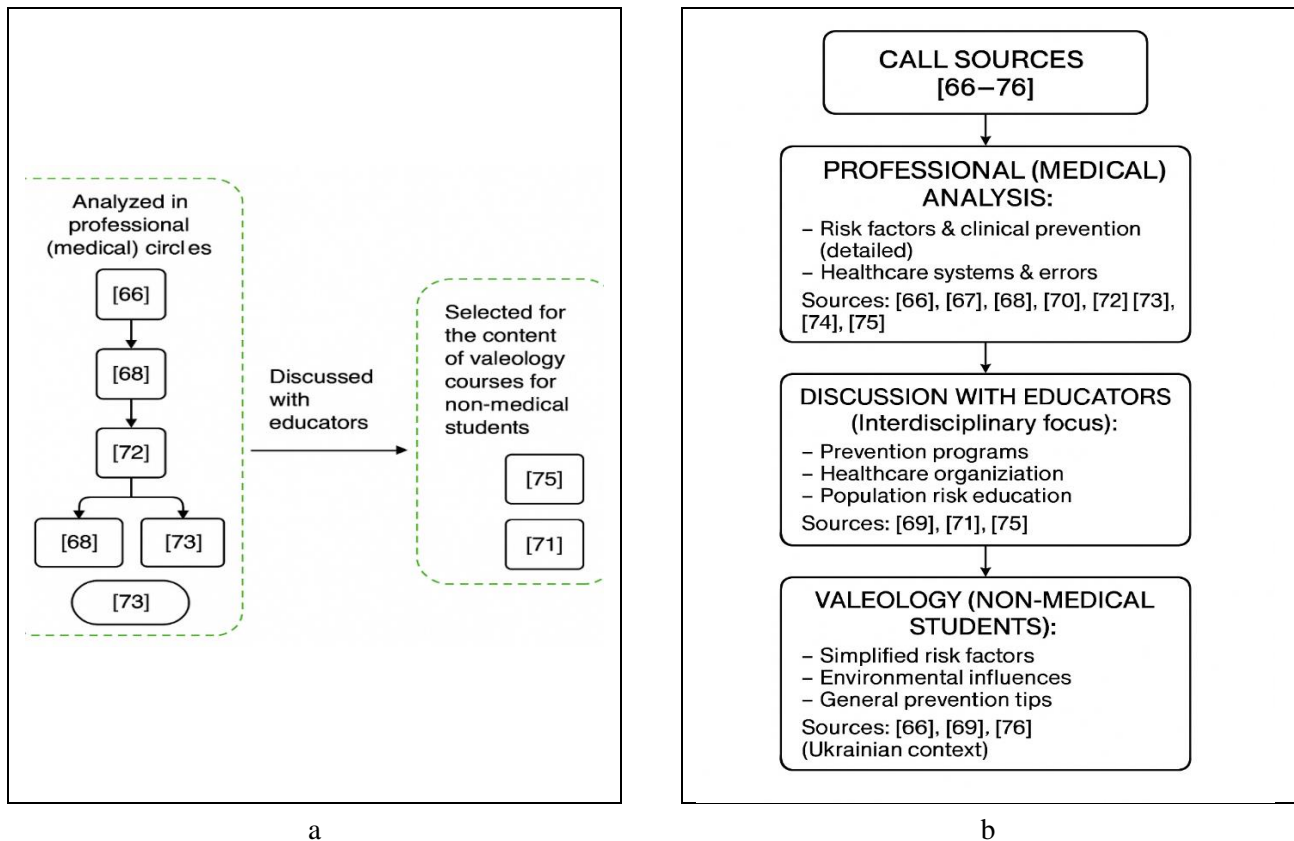 Analyzed in
professional
(medical) circles
[66]
[68]
[72]
[68]
[73]
[73]
Discussed
with
educators
Selected for
the content
of valeology
courses for
non-medical
students
[75]
[71]
a
CALL SOURCES
[66–76]
PROFESSIONAL (MEDICAL)
ANALYSIS:
– Risk factors & clinical prevention
(detailed)
– Healthcare systems & errors
Sources: [66], [67], [68], [70], [72] [73],
[74], [75]
DISCUSSION WITH EDUCATORS
(Interdisciplinary focus):
– Prevention programs
– Healthcare organiziation
– Population risk education
Sources: [69], [71], [75]
VALEOLOGY (NON-MEDICAL
STUDENTS):
– Simplified risk factors
– Environmental influences
– General prevention tips
Sources: [66], [69], [76]
(Ukrainian context)
b